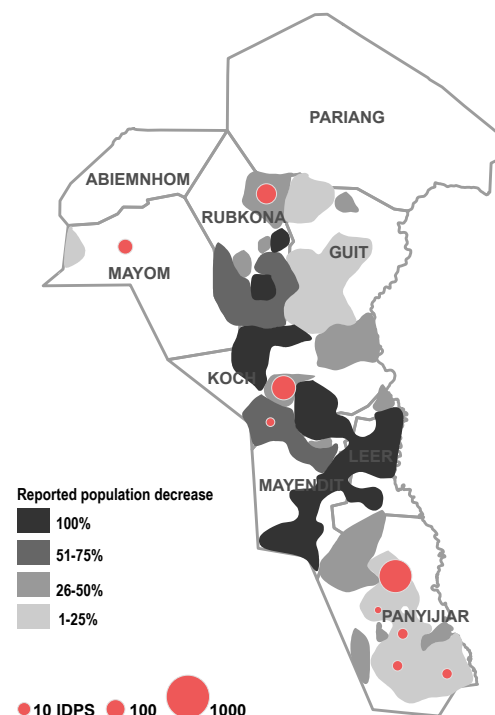 PARIANG
ABIEMNHOM
RUBKONA
GUIT
MAYOM
KOCH
LEER
MAYENDIT
Reported population decrease
100%
51-75%
26-50%
1-25%
PANYIJIAR
10 IDPS 100 1000